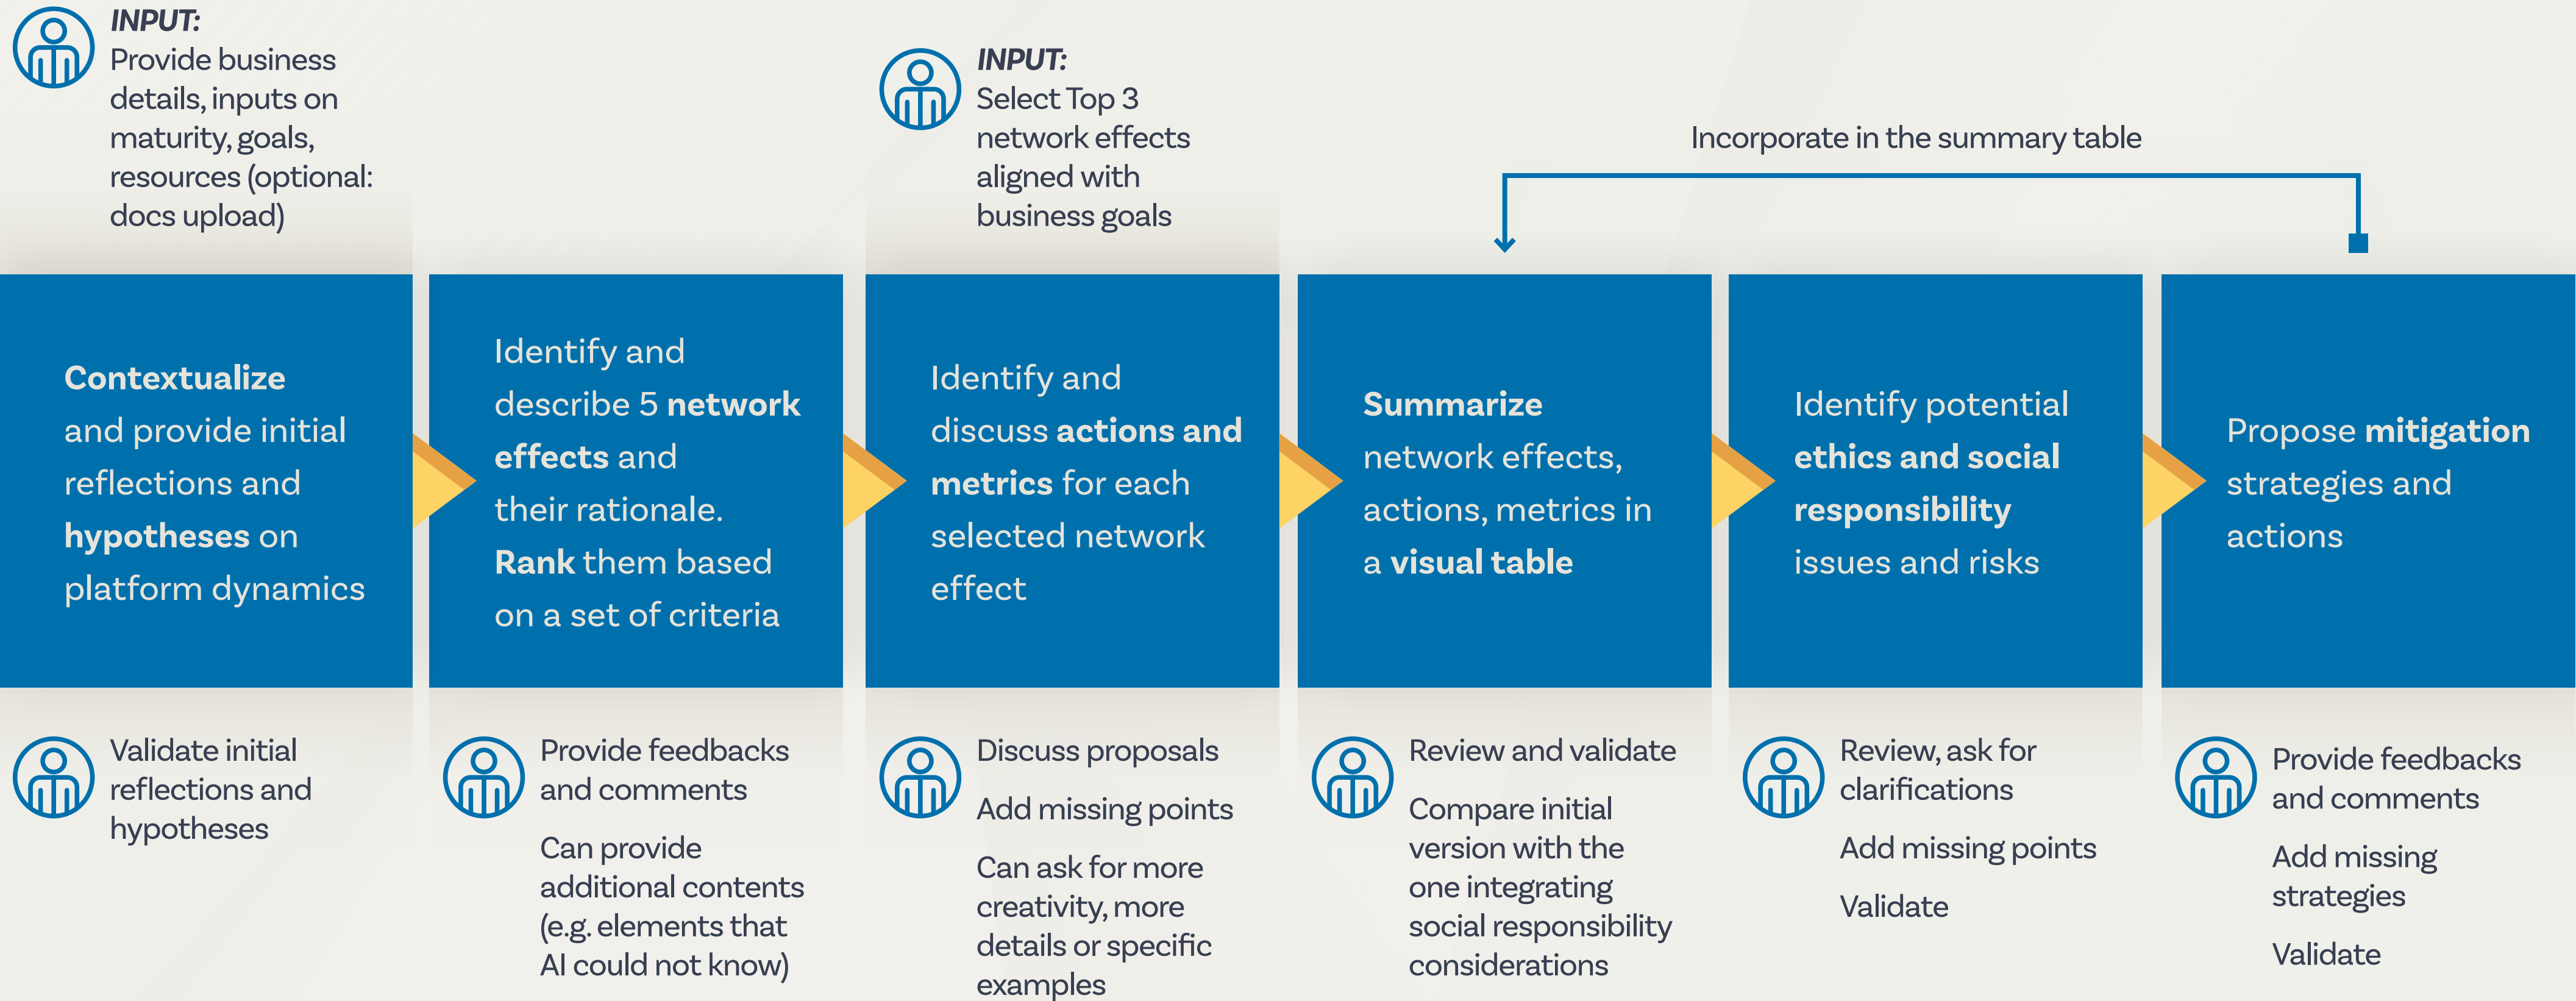 INPUT:
Provide business
details, inputs on
maturity, goals,
resources (optional:
docs upload)
INPUT:
Select Top 3
network effects
aligned with
business goals
Incorporate in the summary table
Contextualize
and provide initial
reflections and
hypotheses on
platform dynamics
Identify and
describe 5 network
effects and
their rationale.
Rank them based
on a set of criteria
Identify and
discuss actions and
metrics for each
selected network
effect
Summarize
network effects,
actions, metrics in
a visual table
Identify potential
ethics and social
responsibility
issues and risks
Propose mitigation
strategies and
actions
Validate initial
reflections and
hypotheses
Provide feedbacks
and comments
Can provide
additional contents
(e.g. elements that
AI could not know)
Discuss proposals
Add missing points
Can ask for more
creativity, more
details or specific
examples
Review and validate
Compare initial
version with the
one integrating
social responsibility
considerations
Review, ask for
clarifications
Add missing points
Validate
Provide feedbacks
and comments
Add missing
strategies
Validate